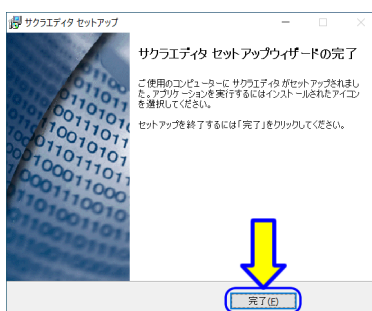 サクラエディタ セットアップ
サクラエディタ セットアップウィザードの完了
ご使用のコンピューターに サクラエディタ がセットアップされまし
た。アプリケーションを実行するにはインストールされたアイコン
を選択してください。
セットアップを終了するには「完了」をクリックしてください。
完了(F)